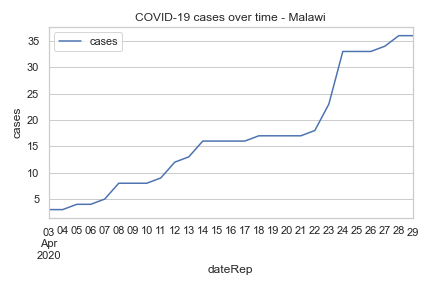 COVID-19 cases over time - Malawi
cases
35
30
25
20
15
10
5
cases
03 04 05 06 07 08 09 10 11 12 13 14 15 16 17 18 19 20 21 22 23 24 25 26 27 28 29
Apr
2020
dateRep